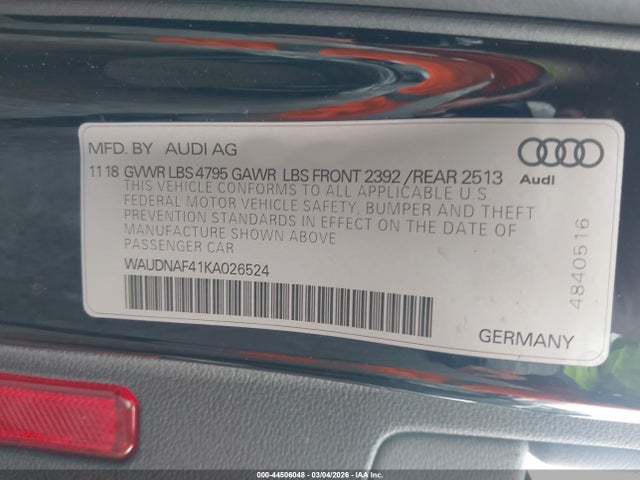 MFD. BY AUDI AG
11 18 GVWR LBS 4795 GAWR LBS FRONT 2392 /REAR 2513
THIS VEHICLE CONFORMS TO ALL APPLICABLE U.S.
FEDERAL MOTOR VEHICLE SAFETY, BUMPER AND THEFT
PREVENTION STANDARDS IN EFFECT ON THE DATE OF
MANUFACTURE SHOWN ABOVE
PASSENGER CAR
WAUDNAF41KA026524
Audi
4840516
GERMANY
000-44506048 - 03/04/2026 - IAAI.COM